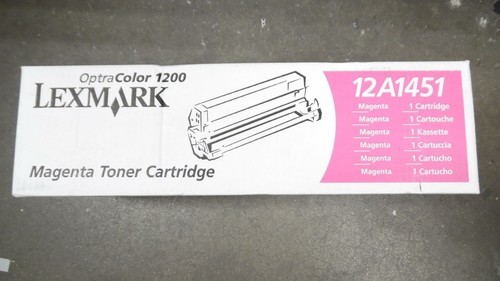 OptraColor 1200
LEXMARK
Magenta Toner Cartridge
12A1451
Magenta 1 Cartridge
Magenta 1 Cartouche
Magenta 1 Kassette
Magenta 1 Cartuccia
Magenta 1 Cartucho
Magenta 1 Cartucho